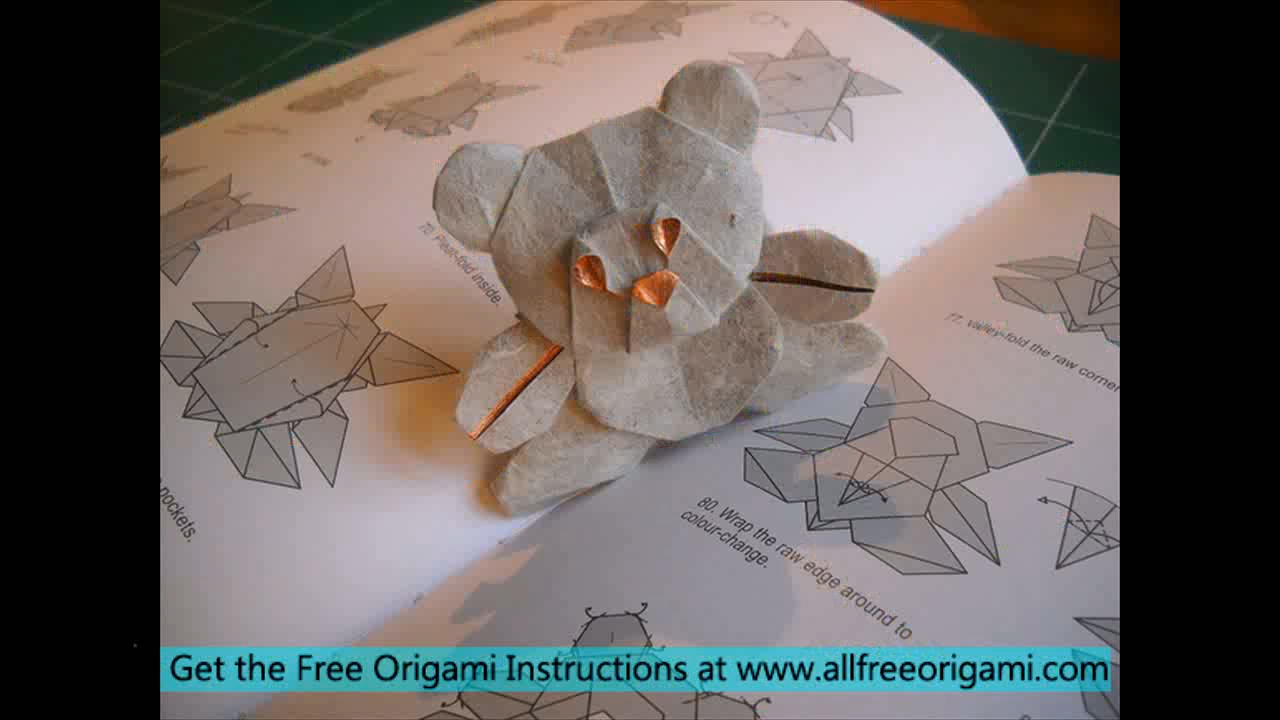 70. Pleat-fold inside.
77. Valley-fold the raw corner
pockets.
80. Wrap the raw edge around to
colour-change.
Get the Free Origami Instructions at www.allfreeorigami.com